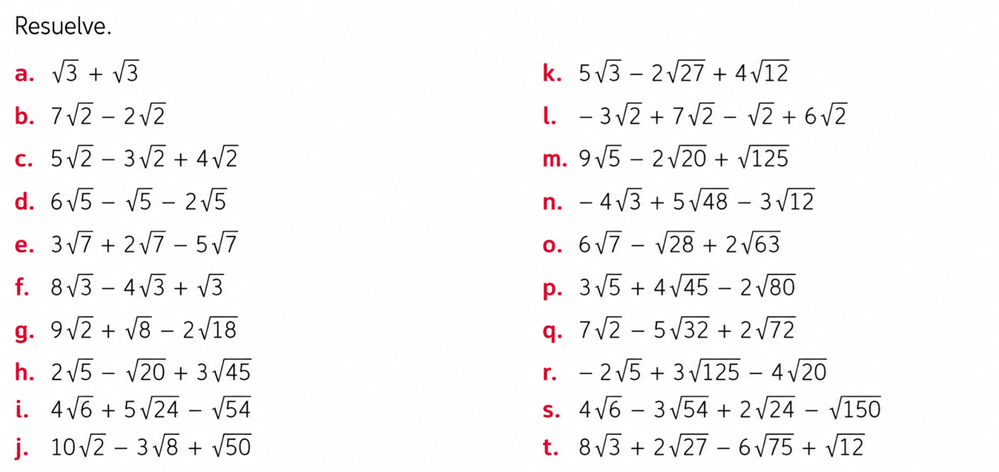 Resuelve.
a. √3 + √3
b. 7√2 − 2√2
c. 5√2 − 3√2 + 4√2
d. 6√5 − √5 − 2√5
e. 3√7 + 2√7 − 5√7
f. 8√3 − 4√3 + √3
g. 9√2 + √8 − 2√18
h. 2√5 − √20 + 3√45
i. 4√6 + 5√24 − √54
j. 10√2 − 3√8 + √50
k. 5√3 − 2√27 + 4√12
l. − 3√2 + 7√2 − √2 + 6√2
m. 9√5 − 2√20 + √125
n. − 4√3 + 5√48 − 3√12
o. 6√7 − √28 + 2√63
p. 3√5 + 4√45 − 2√80
q. 7√2 − 5√32 + 2√72
r. − 2√5 + 3√125 − 4√20
s. 4√6 − 3√54 + 2√24 − √150
t. 8√3 + 2√27 − 6√75 + √12